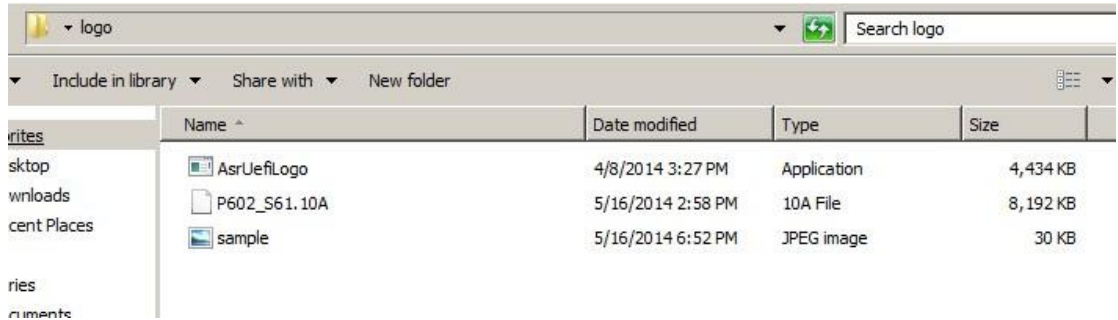 logo
Search logo
Include in library Share with New folder
rites
Name Date modified Type Size
sktop
AsrUefiLogo 4/8/2014 3:27 PM Application 4,434 KB
wnloads
P602_S61.10A 5/16/2014 2:58 PM 10A File 8,192 KB
cent Places
sample 5/16/2014 6:52 PM JPEG image 30 KB
ries
cuments